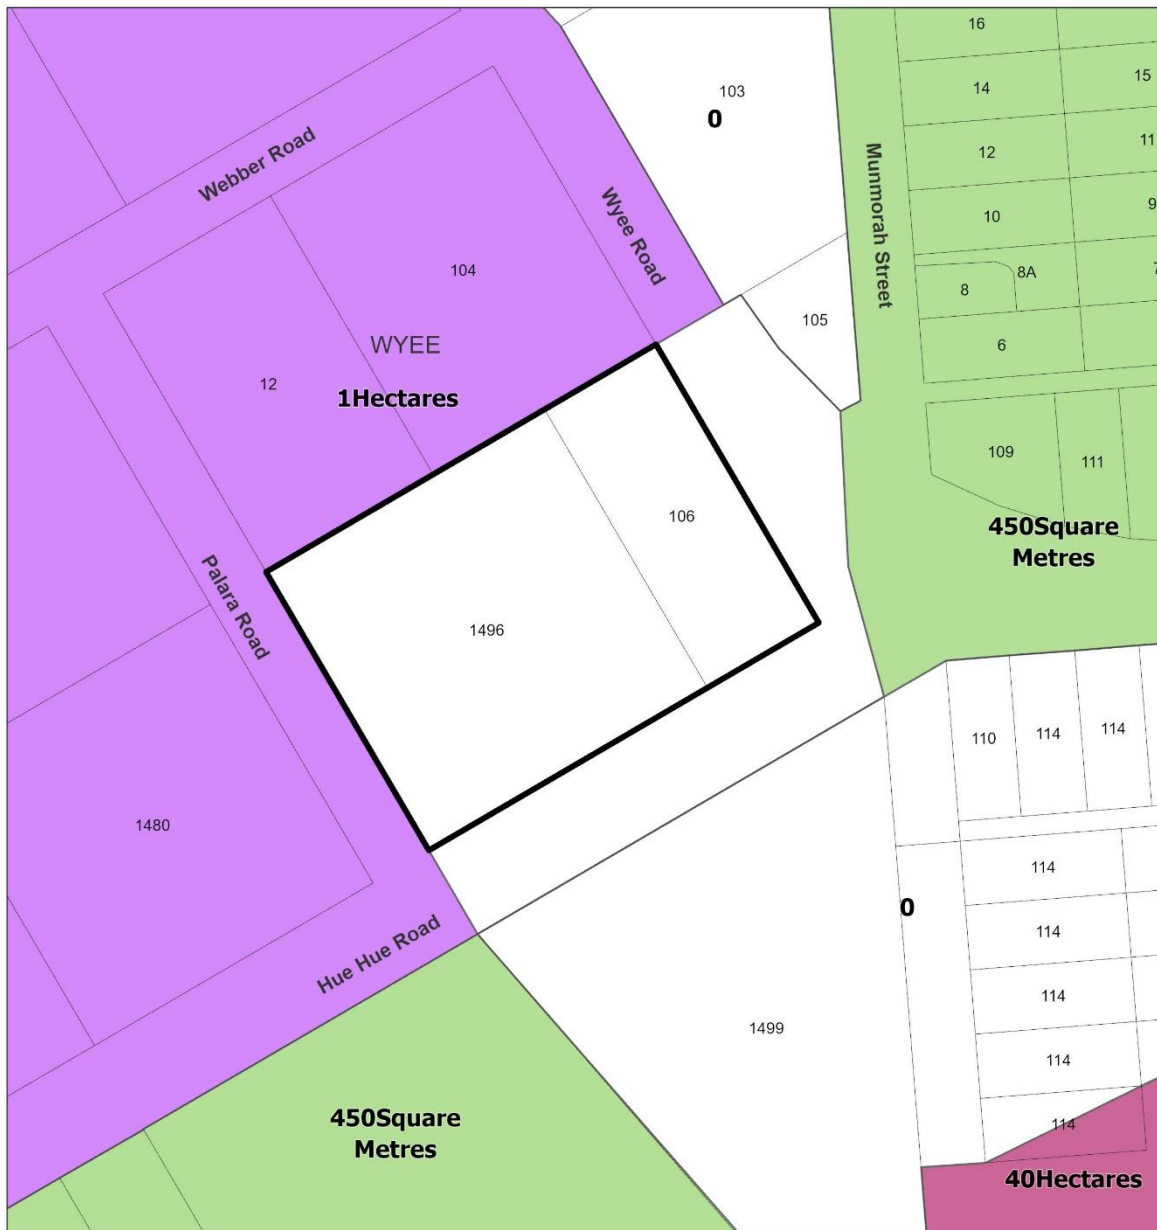 16
103
0
14
15
12
11
Webber Road
Munmorah Street
Wyee Road
10
9
104
8A
8
7
105
WYEE
6
12
1Hectares
109
111
106
450Square
Metres
Palara Road
1496
110
114
114
1480
114
0
Hue Hue Road
114
114
1499
114
450Square
Metres
114
40Hectares